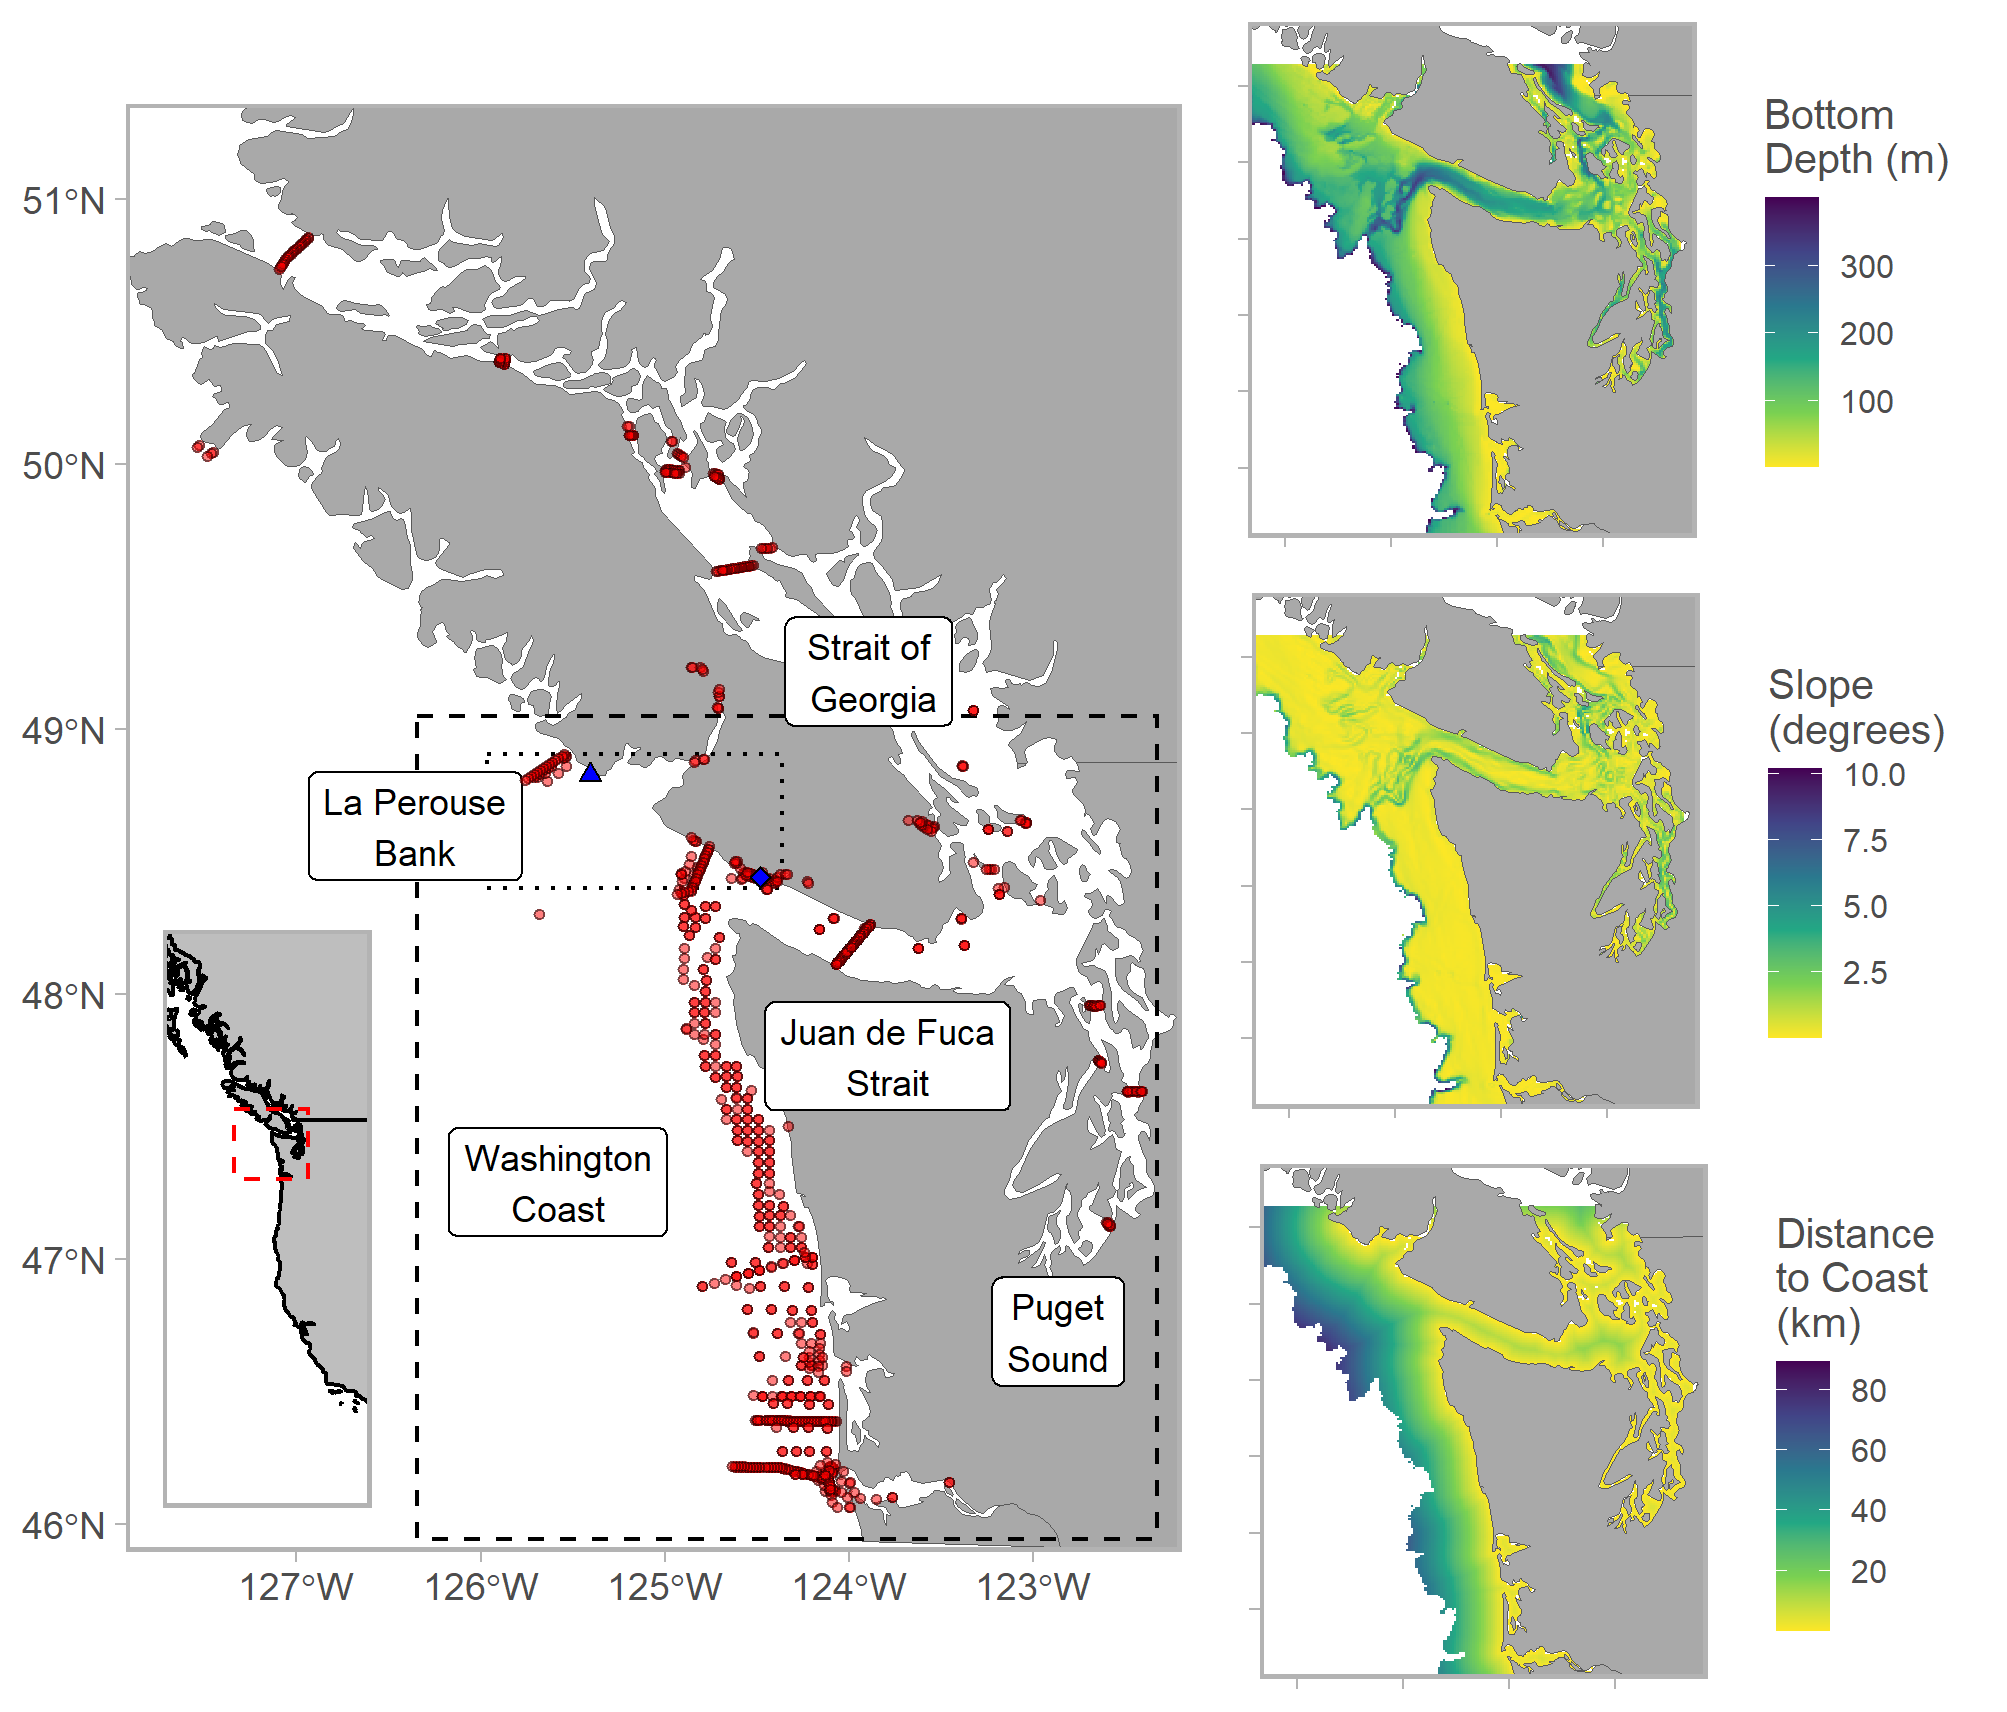 51°N
50°N
49°N
48°N
47°N
46°N
127°W
126°W
125°W
124°W
123°W
Strait of
Georgia
La Perouse
Bank
Juan de Fuca
Strait
Washington
Coast
Puget
Sound
Bottom
Depth (m)
300
200
100
Slope
(degrees)
10.0
7.5
5.0
2.5
Distance
to Coast
(km)
80
60
40
20